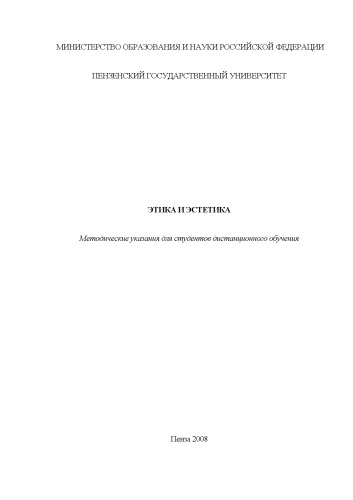 МИНИСТЕРСТВО ОБРАЗОВАНИЯ И НАУКИ РОССИЙСКОЙ ФЕДЕРАЦИИ
ПЕНЗЕНСКИЙ ГОСУДАРСТВЕННЫЙ УНИВЕРСИТЕТ
ЭТИКА И ЭСТЕТИКА
Методические указания для студентов дистанционного обучения
Пенза 2008